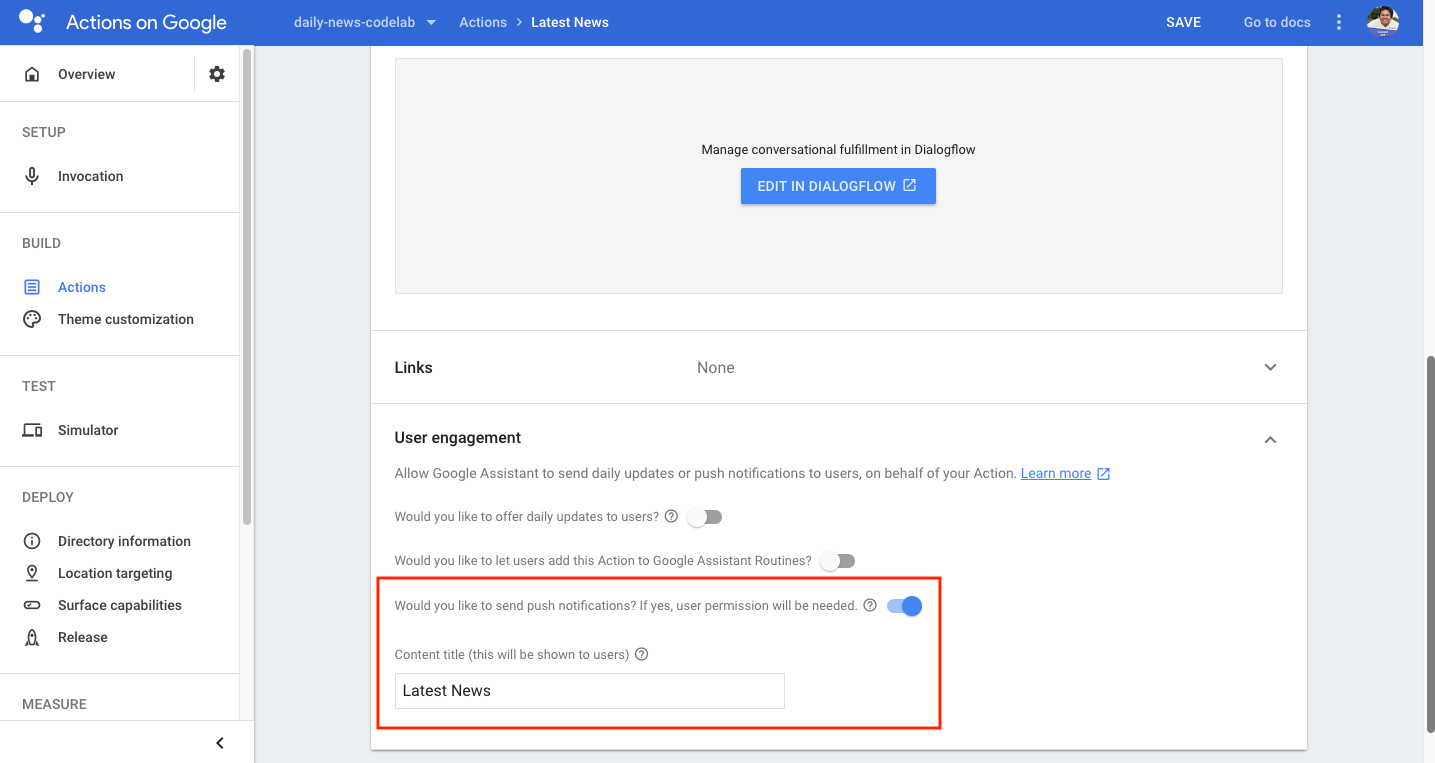 Actions on Google
daily-news-codelab
Actions > Latest News
SAVE
Go to docs
Overview
SETUP
Invocation
BUILD
Actions
Theme customization
TEST
Simulator
DEPLOY
Directory information
Location targeting
Surface capabilities
Release
MEASURE
Manage conversational fulfillment in Dialogflow
EDIT IN DIALOGFLOW
Links None
User engagement
Allow Google Assistant to send daily updates or push notifications to users, on behalf of your Action. Learn more
Would you like to offer daily updates to users?
Would you like to let users add this Action to Google Assistant Routines?
Would you like to send push notifications? If yes, user permission will be needed.
Content title (this will be shown to users)
Latest News